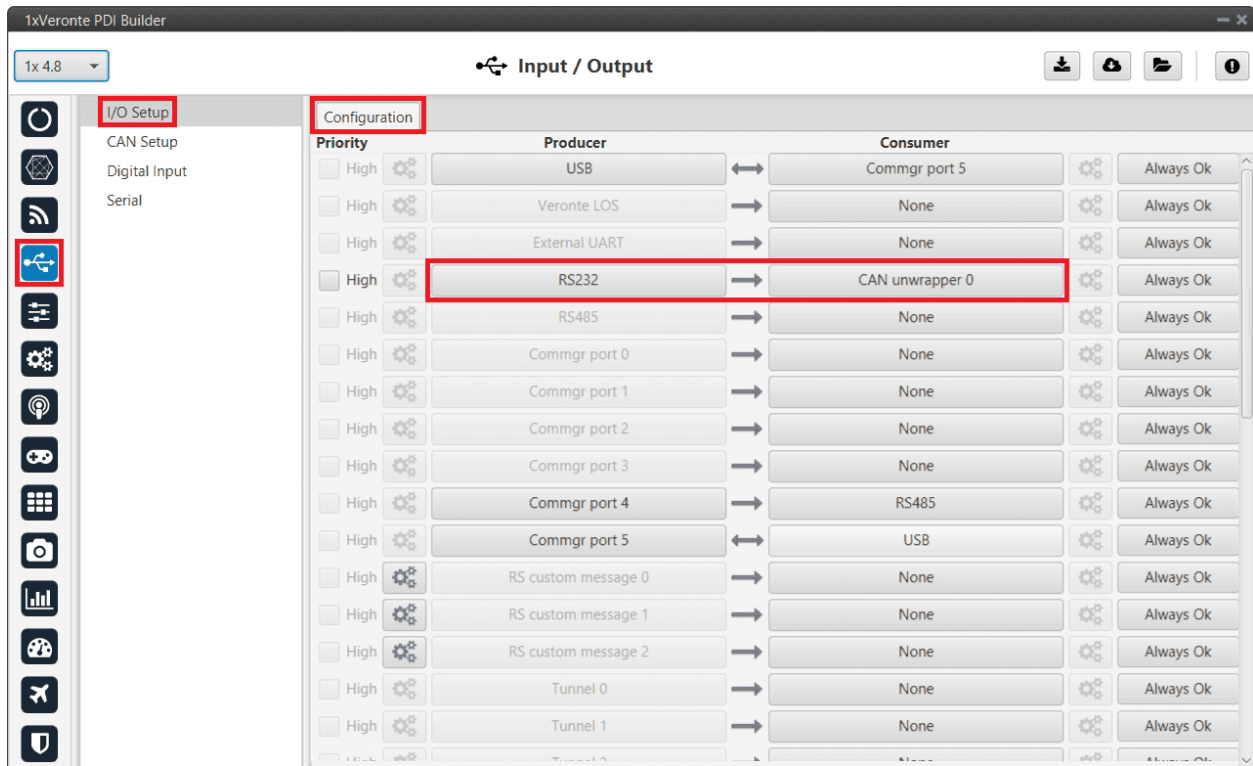 1xVeronte PDI Builder
1x 4.8
Input / Output
I/O Setup
CAN Setup
Digital Input
Serial
Configuration
Priority Producer Consumer
High USB Commgr port 5 Always Ok
High Veronte LOS None Always Ok
High External UART None Always Ok
High RS232 CAN unwrapper 0 Always Ok
High RS485 None Always Ok
High Commgr port 0 None Always Ok
High Commgr port 1 None Always Ok
High Commgr port 2 None Always Ok
High Commgr port 3 None Always Ok
High Commgr port 4 RS485 Always Ok
High Commgr port 5 USB Always Ok
High RS custom message 0 None Always Ok
High RS custom message 1 None Always Ok
High RS custom message 2 None Always Ok
High Tunnel 0 None Always Ok
High Tunnel 1 None Always Ok